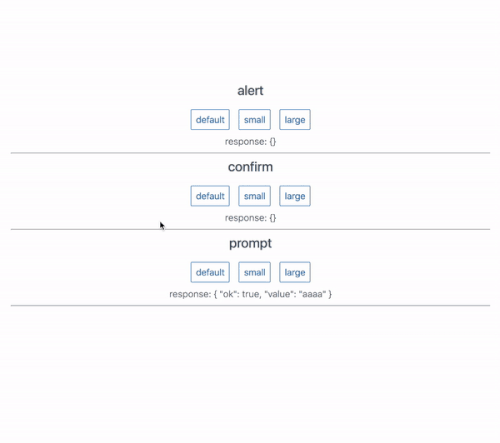 alert
default small large
response: {}
confirm
default small large
response: {}
prompt
default small large
response: { "ok": true, "value": "aaaa" }